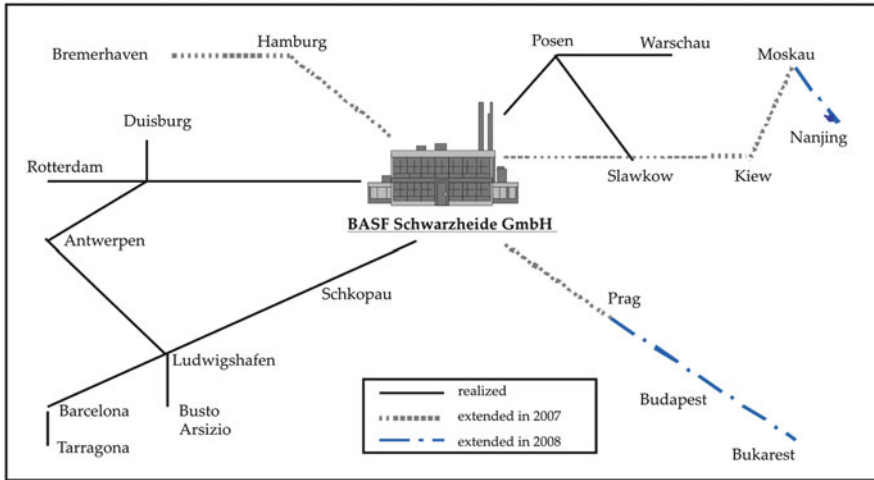 Bremerhaven
Hamburg
Posen
Warschau
Moskau
Nanjing
Duisburg
Rotterdam
Slawkow
Kiew
BASF Schwarzheide GmbH
Antwerpen
Schkopau
Prag
Ludwigshafen
realized
Barcelona
Busto
Arsizio
extended in 2007
Budapest
Tarragona
extended in 2008
Bukarest